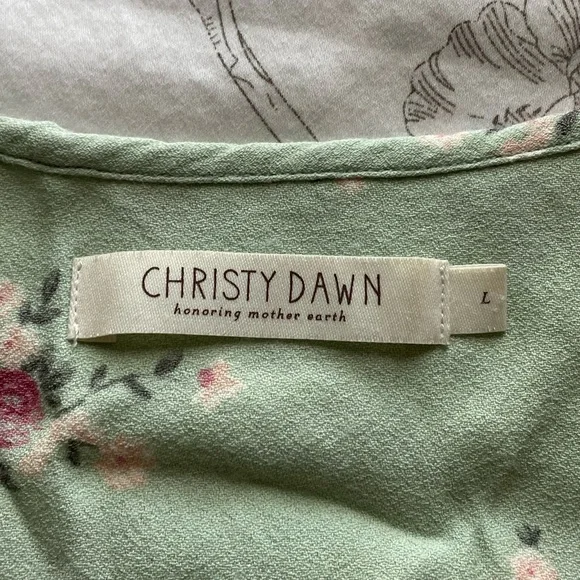 CHRISTY DAWN
honoring mother earth
L